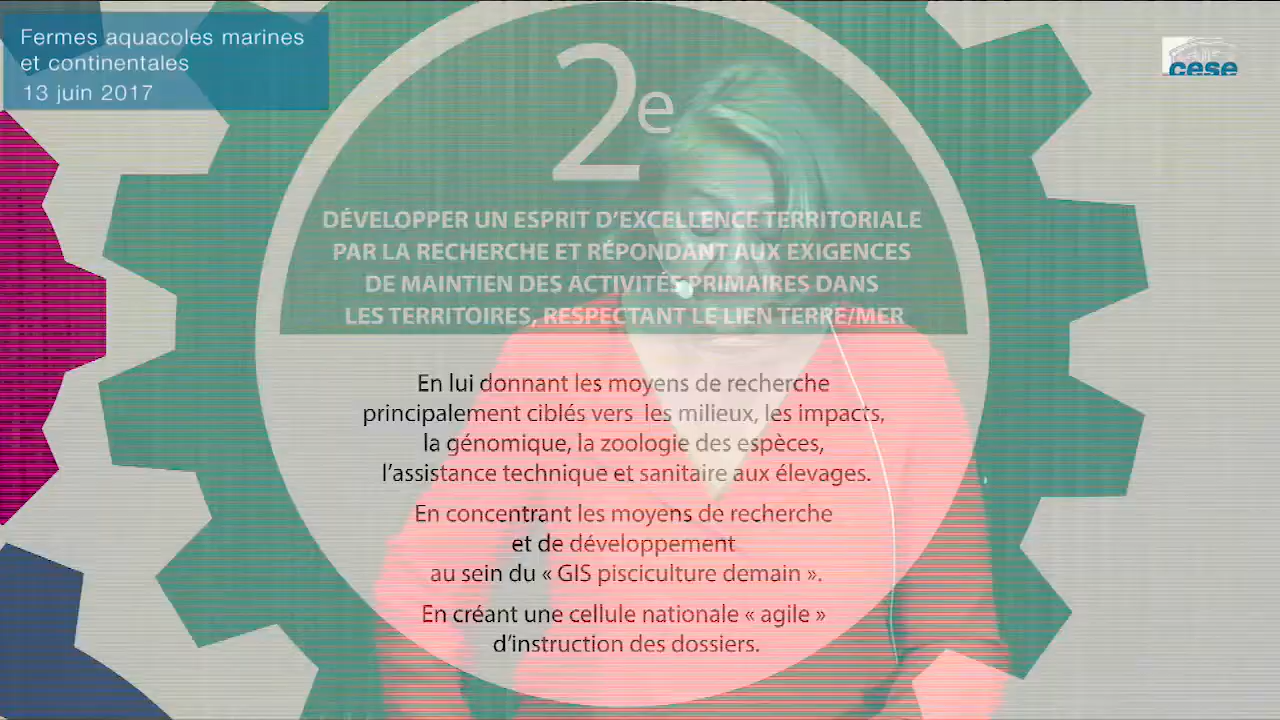 Fermes aquacoles marines
et continentales
13 juin 2017
cese
2e
DÉVELOPPER UN ESPRIT D'EXCELLENCE TERRITORIALE
PAR LA RECHERCHE ET RÉPONDANT AUX EXIGENCES
DE MAINTIEN DES ACTIVITÉS PRIMAIRES DANS
LES TERRITOIRES, RESPECTANT LE LIEN TERRE/MER
En lui donnant les moyens de recherche
principalement ciblés vers les milieux, les impacts,
la génomique, la zoologie des espèces,
l'assistance technique et sanitaire aux élevages.
En concentrant les moyens de recherche
et de développement
au sein du « GIS pisciculture demain ».
En créant une cellule nationale « agile »
d'instruction des dossiers.